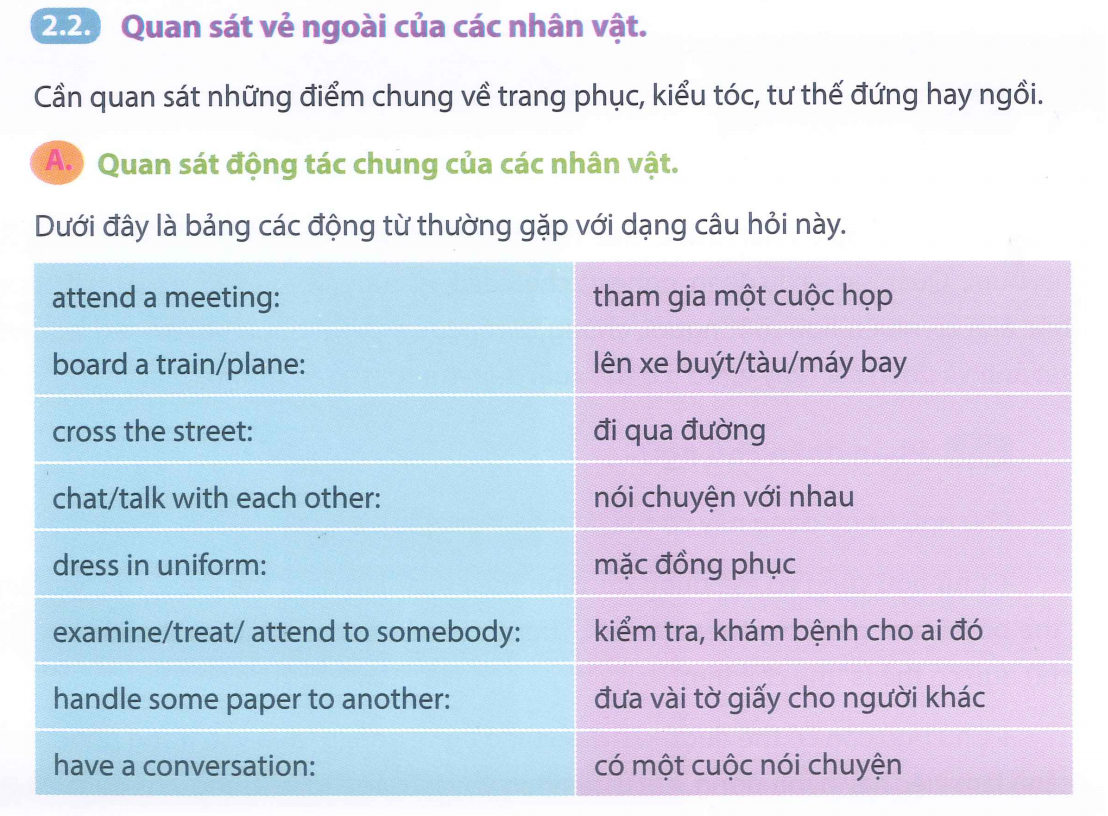 2.2. Quan sát vẻ ngoài của các nhân vật.
Cần quan sát những điểm chung về trang phục, kiểu tóc, tư thế đứng hay ngồi.
A. Quan sát động tác chung của các nhân vật.
Dưới đây là bảng các động từ thường gặp với dạng câu hỏi này.
attend a meeting: tham gia một cuộc họp
board a train/plane: lên xe buýt/tàu/máy bay
cross the street: đi qua đường
chat/talk with each other: nói chuyện với nhau
dress in uniform: mặc đồng phục
examine/treat/ attend to somebody: kiểm tra, khám bệnh cho ai đó
handle some paper to another: đưa vài tờ giấy cho người khác
have a conversation: có một cuộc nói chuyện